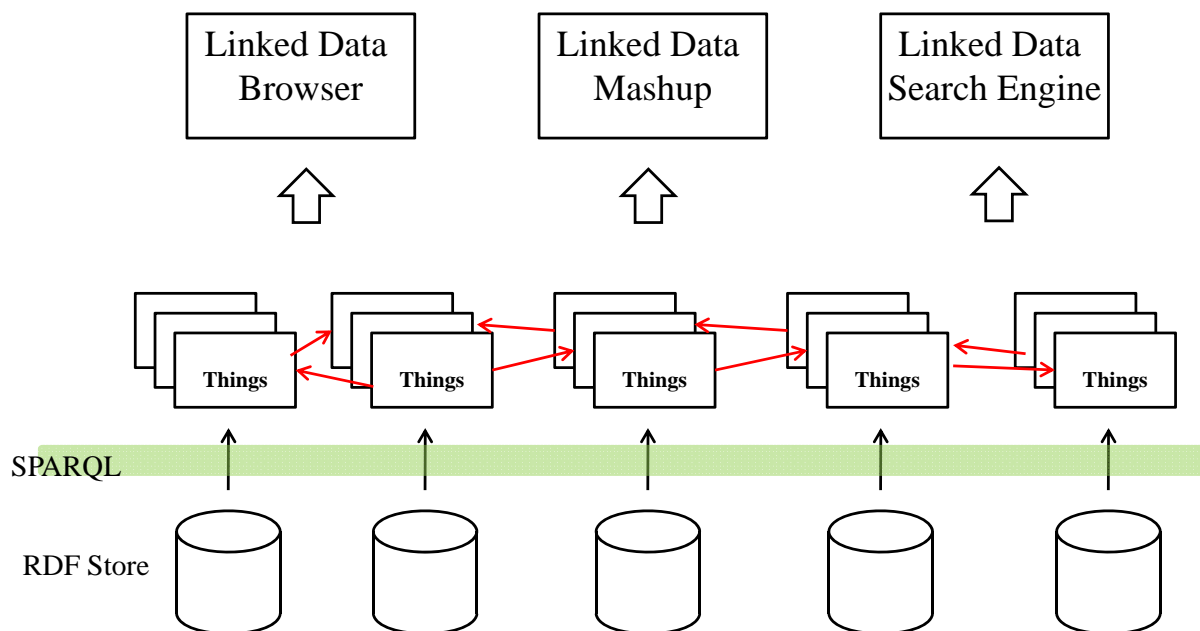 Linked Data
Browser
Linked Data
Mashup
Linked Data
Search Engine
Things
Things
Things
Things
Things
SPARQL
RDF Store